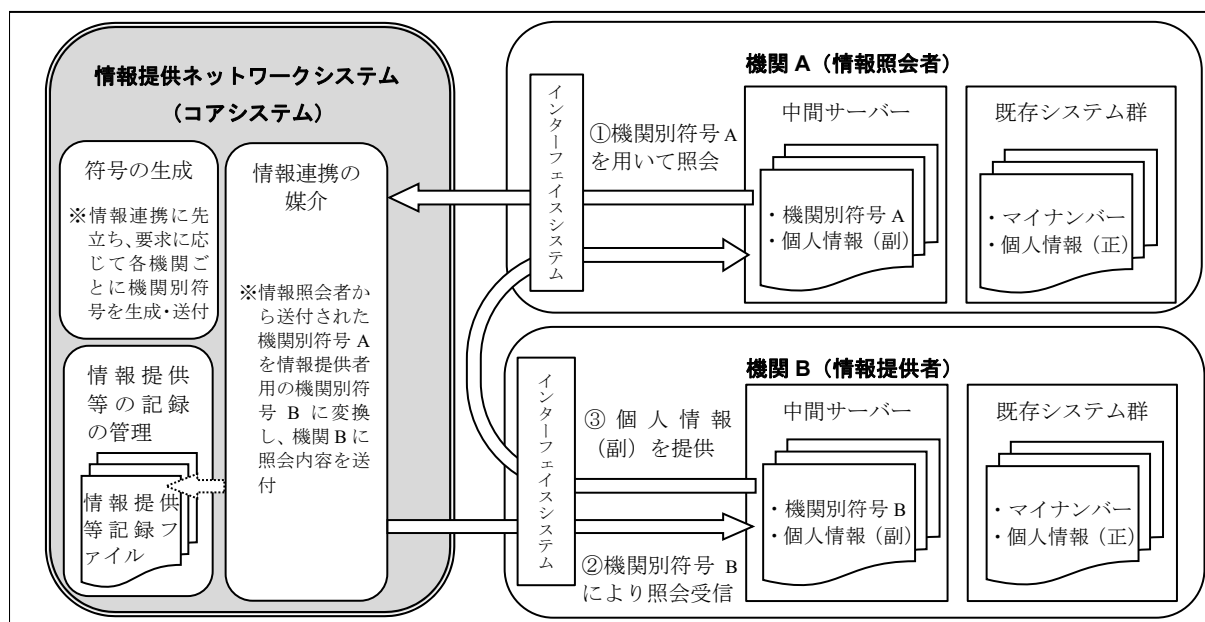 情報提供ネットワークシステム
(コアシステム)
符号の生成
※情報連携に先
立ち、要求に応
じて各機関ご
とに機関別符
号を生成・送付
情報提供
等の記録
の管理
情報提供
等記録フ
ァイル
情報連携の
媒介
※情報照会者か
ら送付された
機関別符号 A
を情報提供者
用の機関別符
号 B に変換
し、機関 B に
照会内容を送
付
機関 A(情報照会者)
インターフェイスシステム
①機関別符号 A
を用いて照会
中間サーバー
・機関別符号 A
・個人情報(副)
既存システム群
・マイナンバー
・個人情報(正)
機関 B(情報提供者)
インターフェイスシステム
③個人情報
(副)を提供
②機関別符号 B
により照会受信
中間サーバー
・機関別符号 B
・個人情報(副)
既存システム群
・マイナンバー
・個人情報(正)